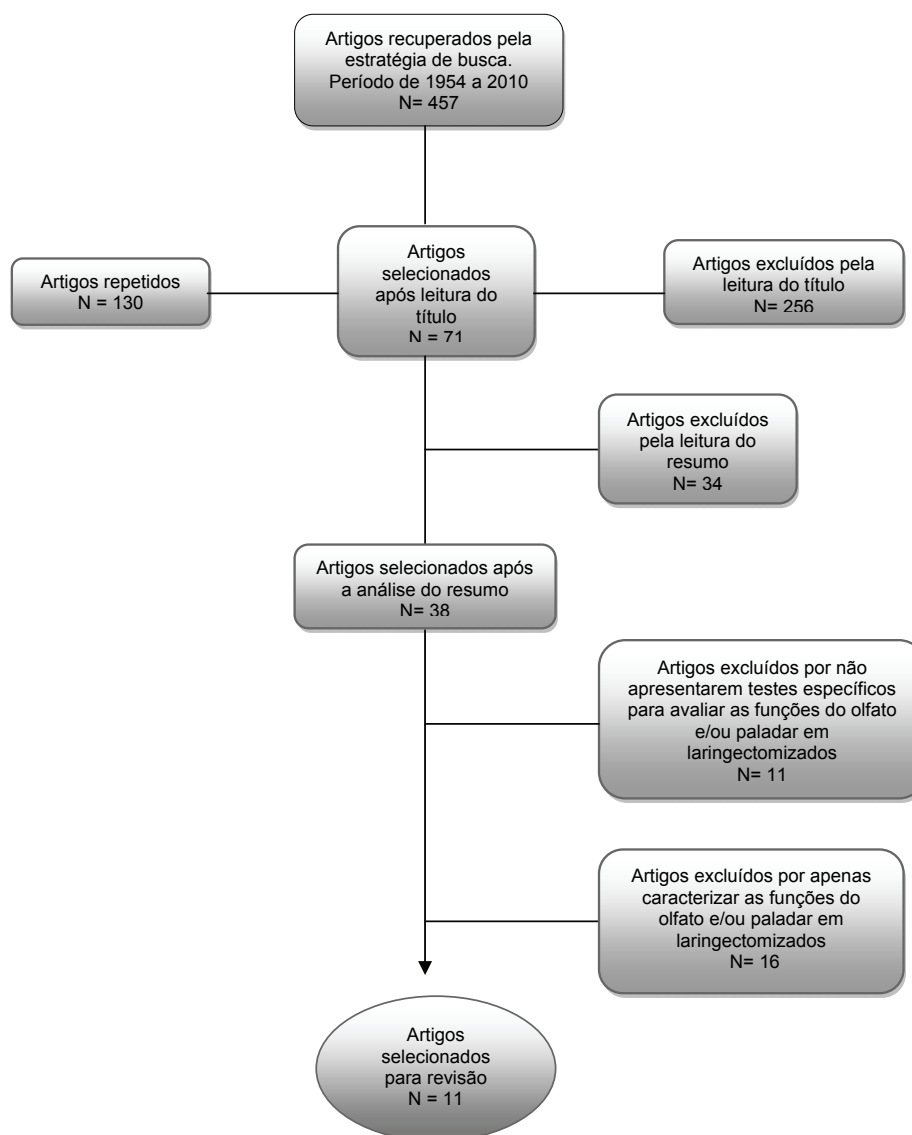 Artigos recuperados pela
estratégia de busca.
Período de 1954 a 2010
N= 457
Artigos repetidos
N = 130
Artigos
selecionados
após leitura do
título
N = 71
Artigos excluídos pela
leitura do título
N= 256
Artigos excluídos
pela leitura do
resumo
N= 34
Artigos selecionados após
a análise do resumo
N= 38
Artigos excluídos por não
apresentarem testes específicos
para avaliar as funções do olfato
e/ou paladar em
laringectomizados
N= 11
Artigos excluídos por apenas
caracterizar as funções do
olfato e/ou paladar em
laringectomizados
N= 16
Artigos
selecionados
para revisão
N = 11